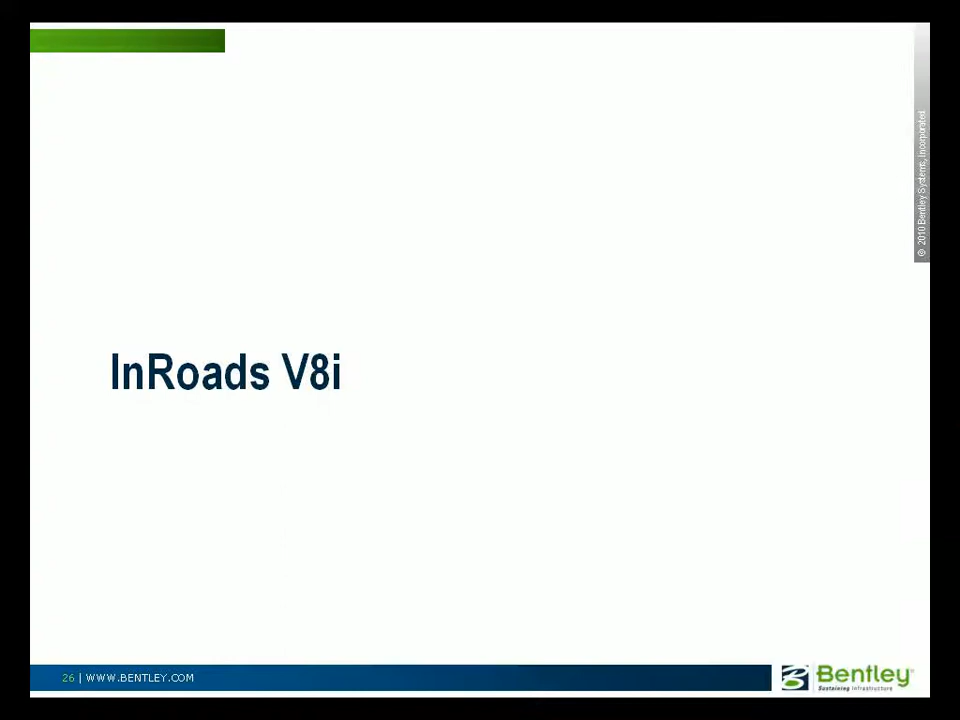 © 2010 Bentley Systems, Incorporated
InRoads V8i
26 | WWW.BENTLEY.COM
Bentley®
Sustaining Infrastructure